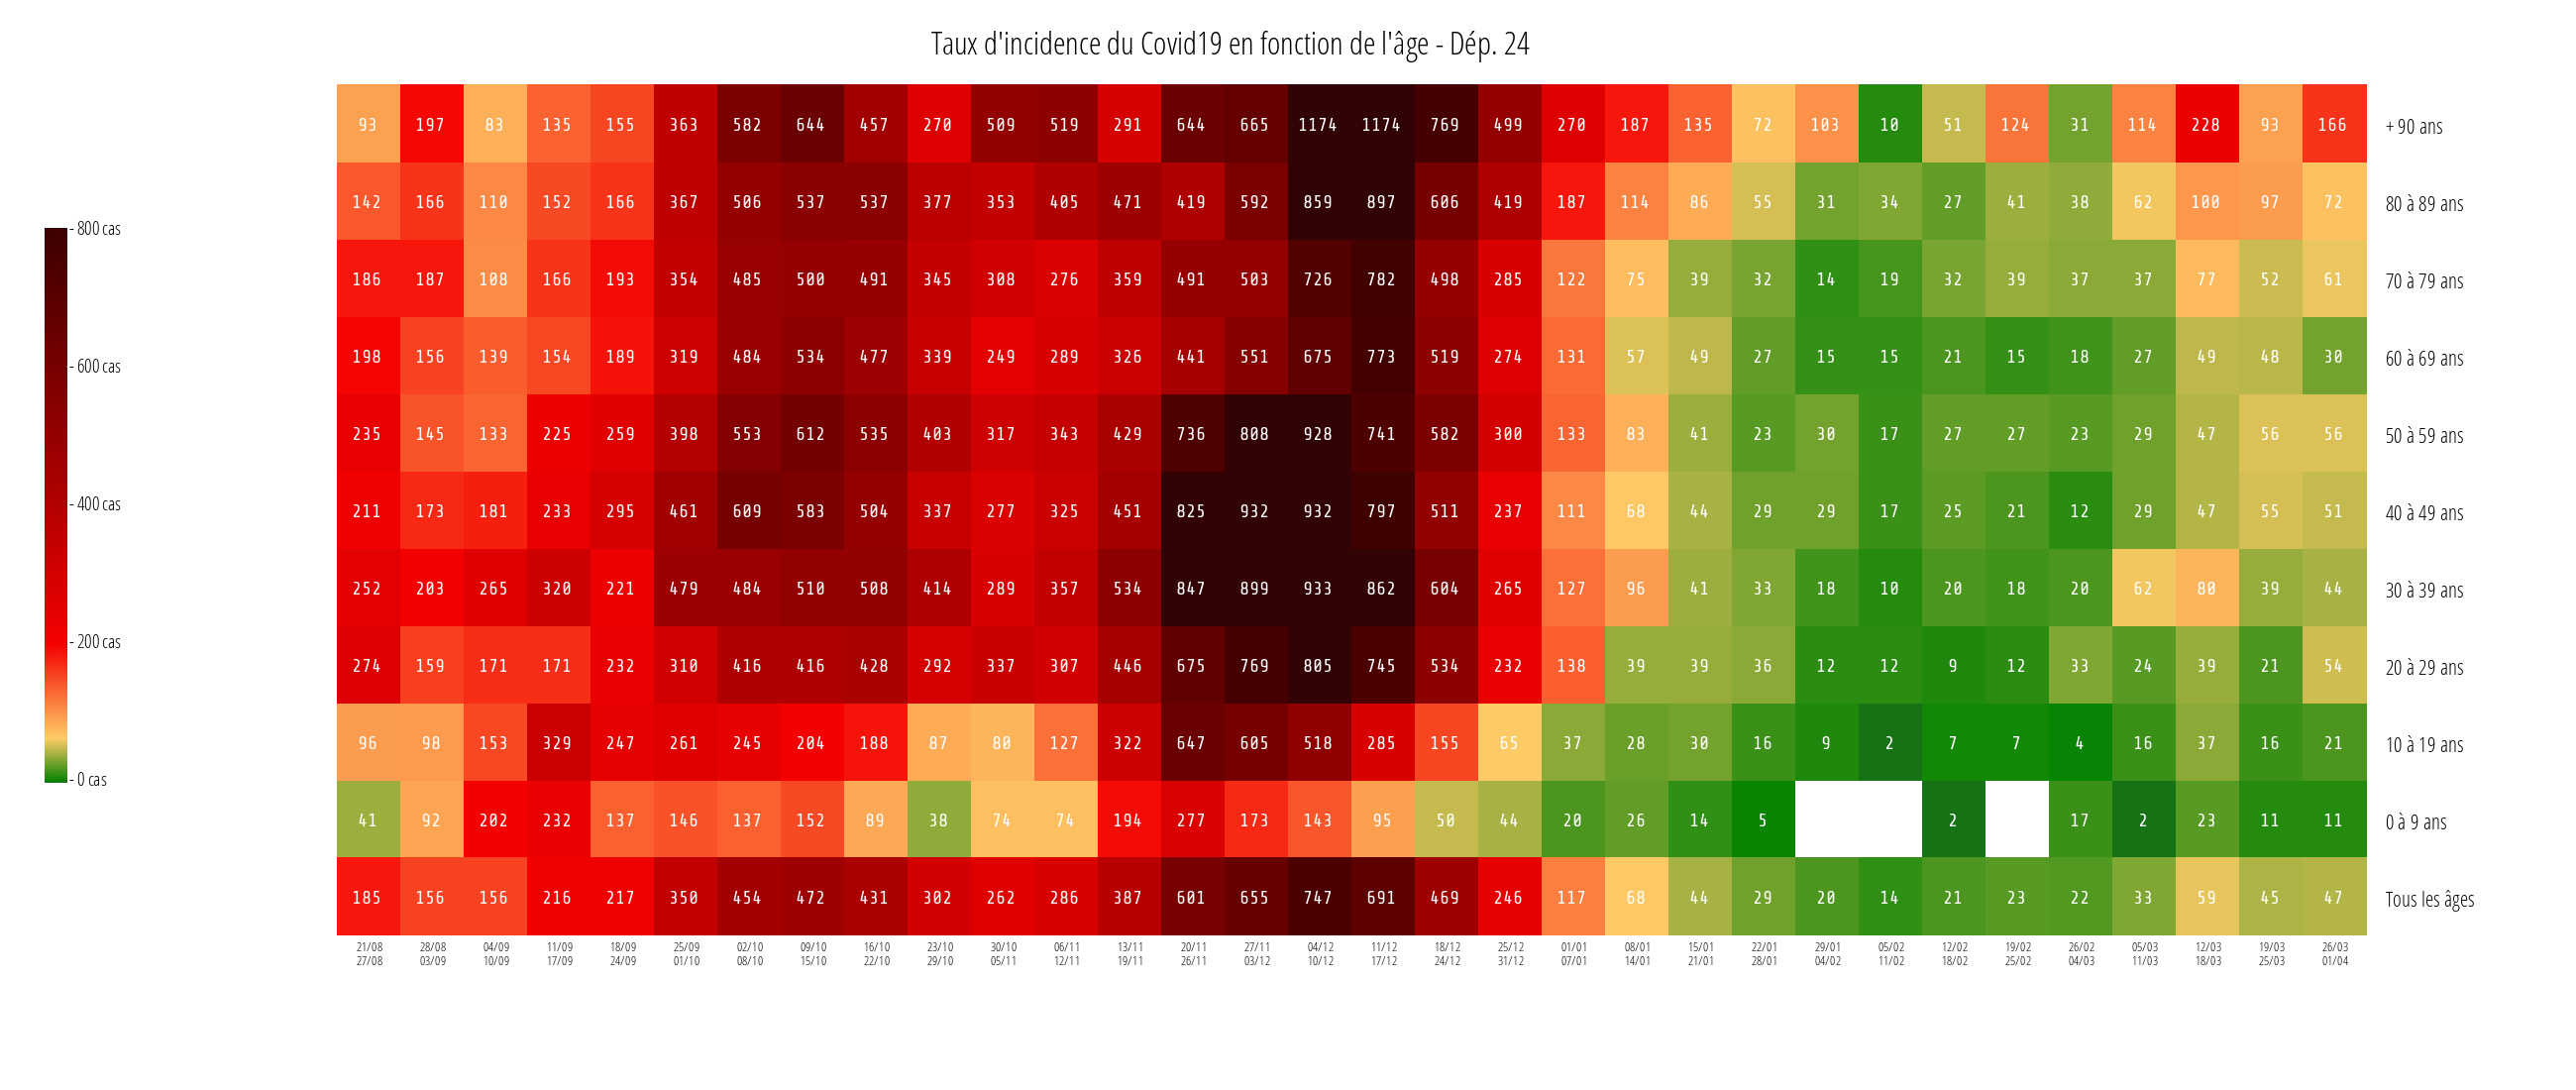 Taux d'incidence du Covid19 en fonction de l'âge - Dép. 24
- 800 cas
- 600 cas
- 400 cas
- 200 cas
- 0 cas
93 197 83 135 155 363 582 644 457 270 509 519 291 644 665 1174 1174 769 499 270 187 135 72 103 10 51 124 31 114 228 93 166 + 90 ans
142 166 110 152 166 367 506 537 537 377 353 405 471 419 592 859 897 606 419 187 114 86 55 31 34 27 41 38 62 100 97 72 80 à 89 ans
186 187 108 166 193 354 485 500 491 345 308 276 359 491 503 726 782 498 285 122 75 39 32 14 19 32 39 37 37 77 52 61 70 à 79 ans
198 156 139 154 189 319 484 534 477 339 249 289 326 441 551 675 773 519 274 131 57 49 27 15 15 21 15 18 27 49 48 30 60 à 69 ans
235 145 133 225 259 398 553 612 535 403 317 343 429 736 808 928 741 582 300 133 83 41 23 30 17 27 27 23 29 47 56 56 50 à 59 ans
211 173 181 233 295 461 609 583 504 337 277 325 451 825 932 932 797 511 237 111 68 44 29 29 17 25 21 12 29 47 55 51 40 à 49 ans
252 203 265 320 221 479 484 510 508 414 289 357 534 847 899 933 862 604 265 127 96 41 33 18 10 20 18 20 62 80 39 44 30 à 39 ans
274 159 171 171 232 310 416 416 428 292 337 307 446 675 769 805 745 534 232 138 39 39 36 12 12 9 12 33 24 39 21 54 20 à 29 ans
96 98 153 329 247 261 245 204 188 87 80 127 322 647 605 518 285 155 65 37 28 30 16 9 2 7 7 4 16 37 16 21 10 à 19 ans
41 92 202 232 137 146 137 152 89 38 74 74 194 277 173 143 95 50 44 20 26 14 5 2 17 2 23 11 11 0 à 9 ans
185 156 156 216 217 350 454 472 431 302 262 286 387 601 655 747 691 469 246 117 68 44 29 20 14 21 23 22 33 59 45 47 Tous les âges
21/08 28/08 04/09 11/09 18/09 25/09 02/10 09/10 16/10 23/10 30/10 06/11 13/11 20/11 27/11 04/12 11/12 18/12 25/12 01/01 08/01 15/01 22/01 29/01 05/02 12/02 19/02 26/02 05/03 12/03 19/03 26/03
27/08 03/09 10/09 17/09 24/09 01/10 08/10 15/10 22/10 29/10 05/11 12/11 19/11 26/11 03/12 10/12 17/12 24/12 31/12 07/01 14/01 21/01 28/01 04/02 11/02 18/02 25/02 04/03 11/03 18/03 25/03 01/04